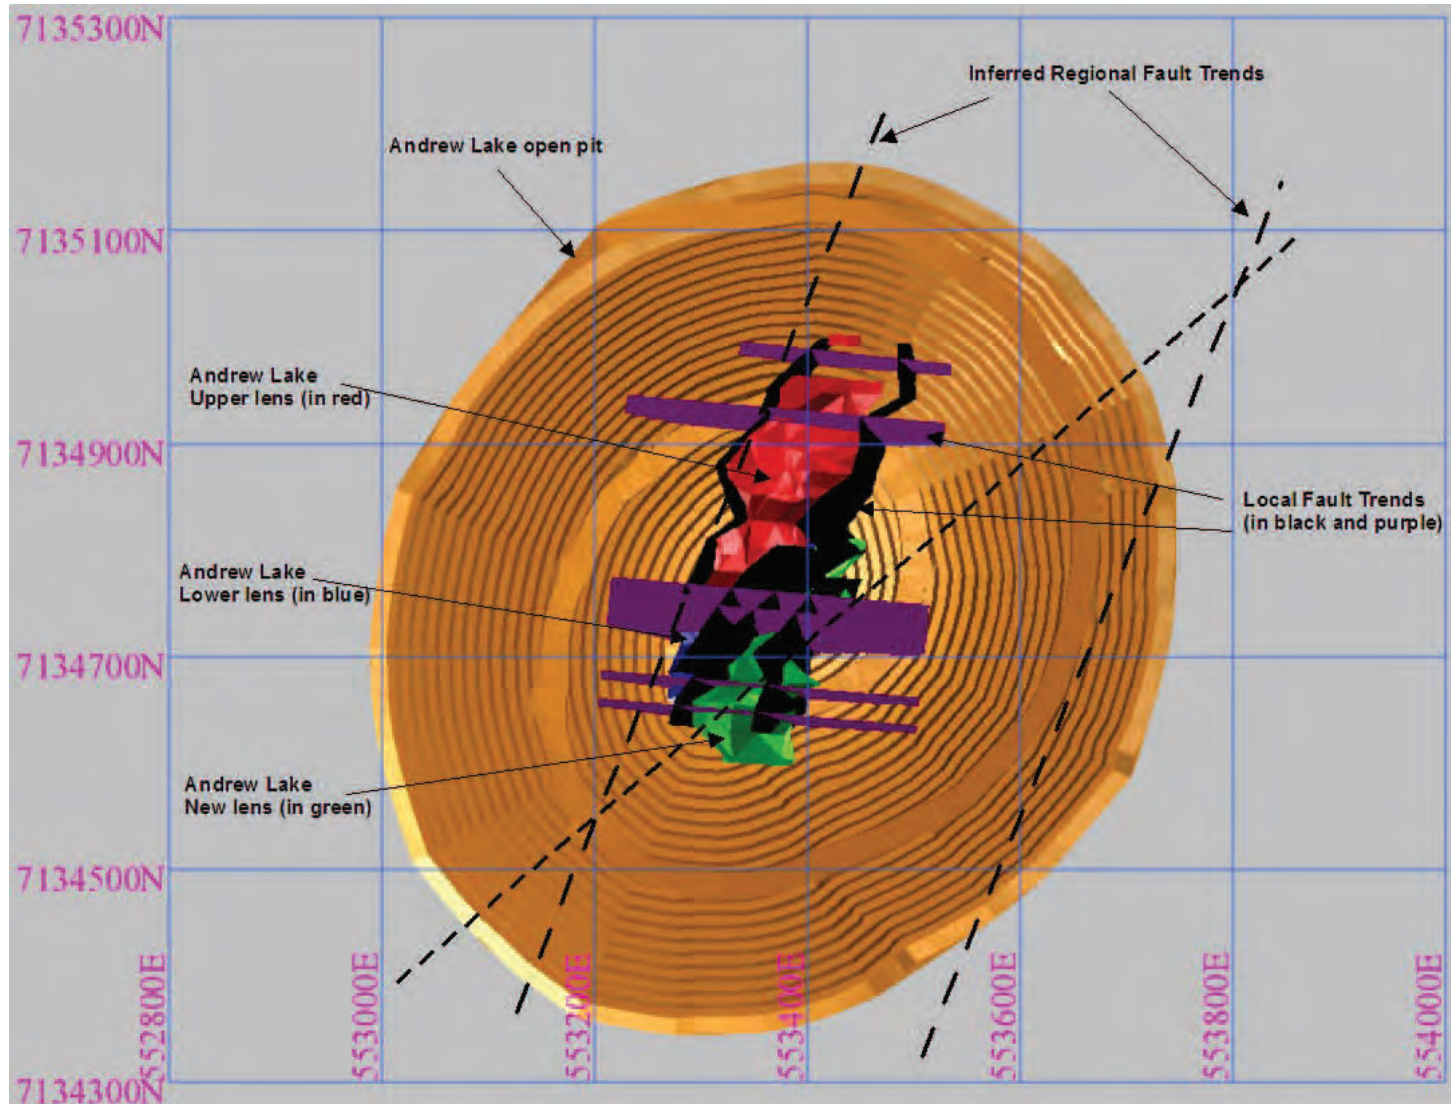 7135300N
Inferred Regional Fault Trends
Andrew Lake open pit
7135100N
Andrew Lake
Upper lens (in red)
7134900N
Local Fault Trends
(in black and purple)
Andrew Lake
Lower lens (in blue)
7134700N
Andrew Lake
New lens (in green)
7134500N
552800E
553000E
553200E
553400E
553600E
553800E
554000E
7134300N